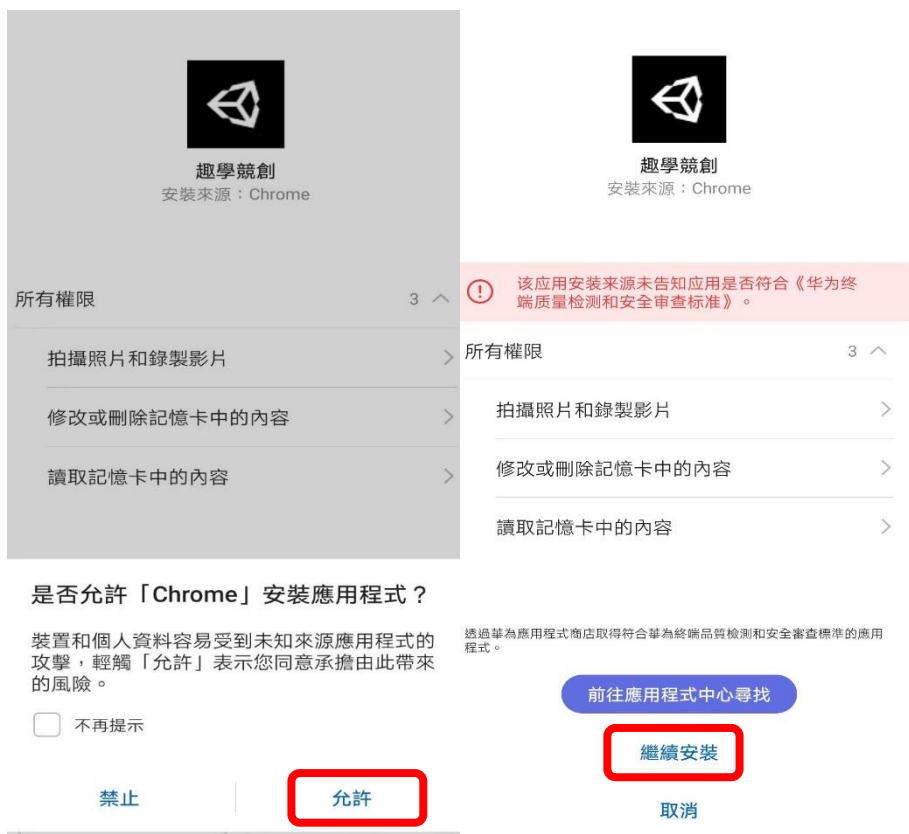 趣學競創
安裝來源：Chrome
所有權限 3
拍攝照片和錄製影片
修改或刪除記憶卡中的內容
讀取記憶卡中的內容
是否允許「Chrome」安裝應用程式？
裝置和個人資料容易受到未知來源應用程式的
攻擊，輕觸「允許」表示您同意承擔由此帶來
的風險。
不再提示
禁止 允許
趣學競創
安裝來源：Chrome
该应用安装来源未告知应用是否符合《华为终
端质量检测和安全审查标准》。
所有權限 3
拍攝照片和錄製影片
修改或刪除記憶卡中的內容
讀取記憶卡中的內容
透過華為應用程式商店取得符合華為終端品質檢測和安全審查標準的應用
程式。
前往應用程式中心尋找
繼續安裝
取消